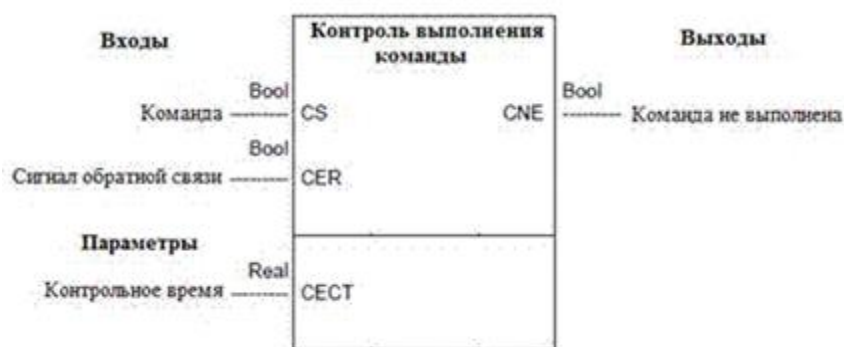 Входы
Контроль выполнения
команды
Выходы
Bool
Команда
CS
CNE
Bool
Команда не выполнена
Bool
Сигнал обратной связи
CER
Параметры
Real
Контрольное время
CECT